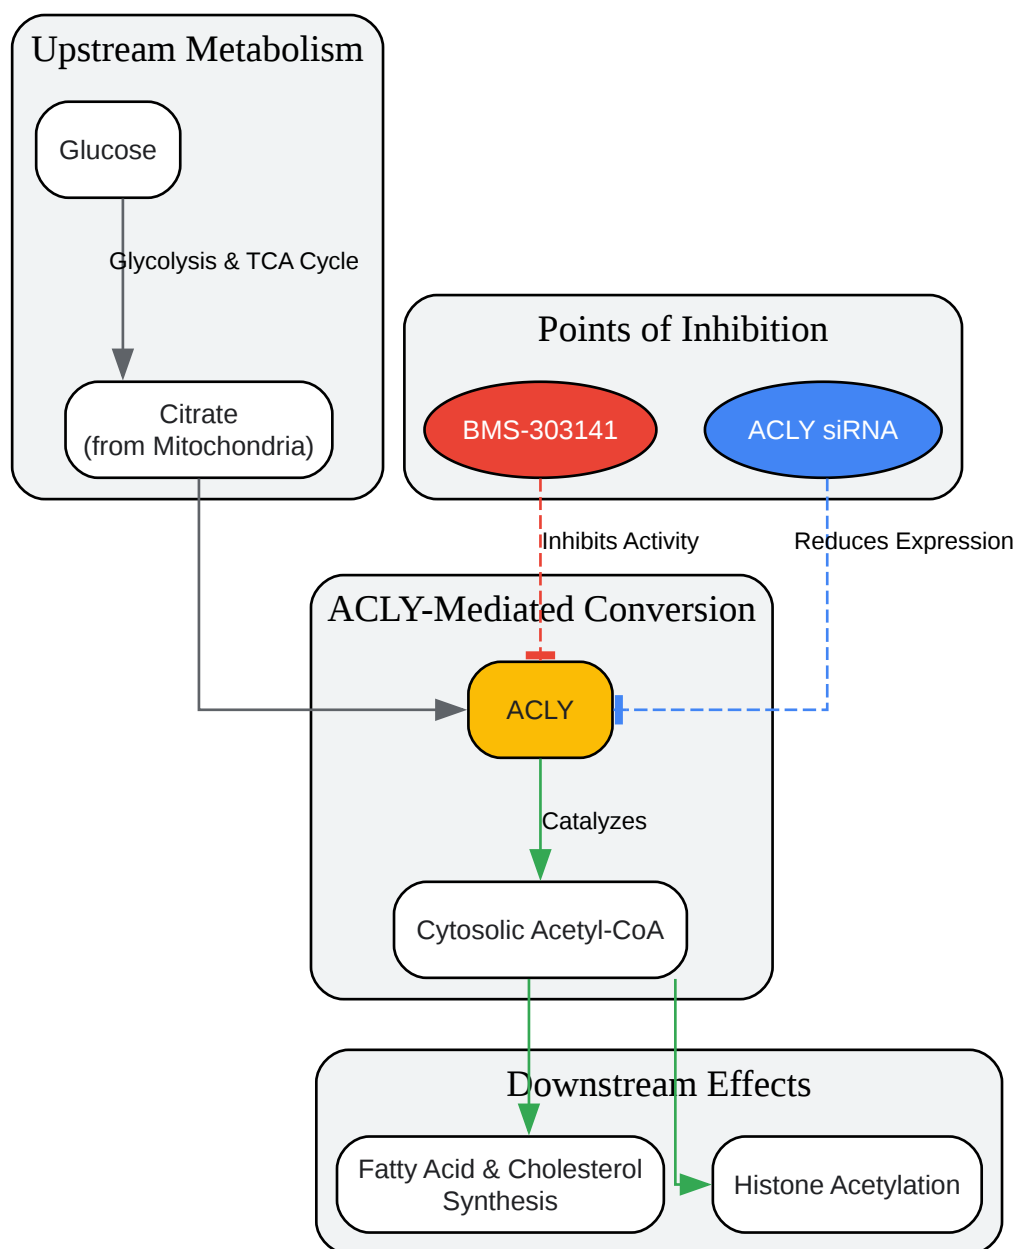 Upstream Metabolism
Glucose
Glycolysis & TCA Cycle
Citrate
(from Mitochondria)
Points of Inhibition
BMS-303141
ACLY siRNA
Inhibits Activity
Reduces Expression
ACLY-Mediated Conversion
ACLY
Catalyzes
Cytosolic Acetyl-CoA
Downstream Effects
Fatty Acid & Cholesterol
Synthesis
Histone Acetylation